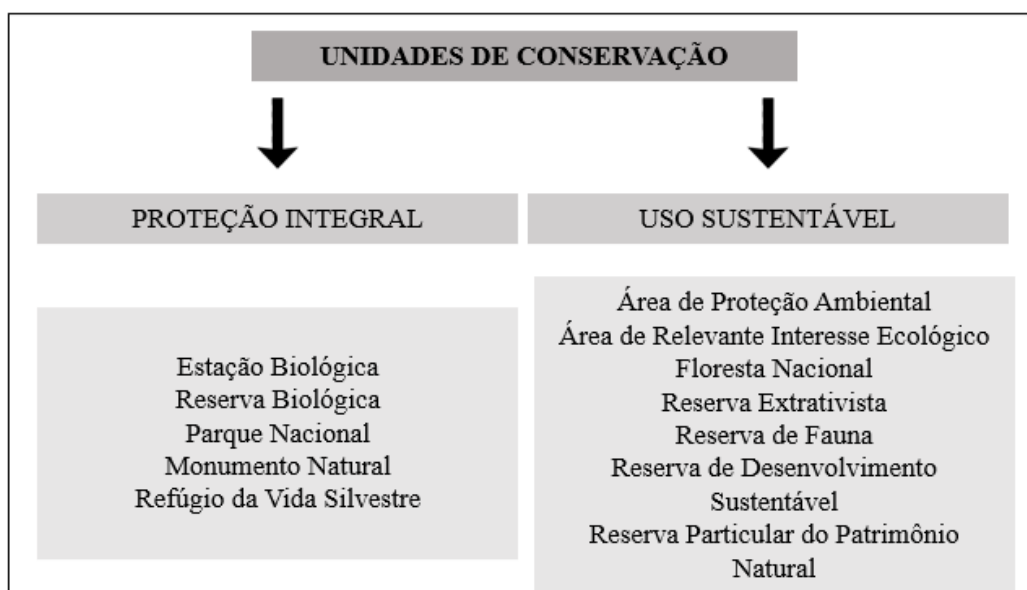 UNIDADES DE CONSERVAÇÃO
PROTEÇÃO INTEGRAL
USO SUSTENTÁVEL
Estação Biológica
Reserva Biológica
Parque Nacional
Monumento Natural
Refúgio da Vida Silvestre
Área de Proteção Ambiental
Área de Relevante Interesse Ecológico
Floresta Nacional
Reserva Extrativista
Reserva de Fauna
Reserva de Desenvolvimento
Sustentável
Reserva Particular do Patrimônio
Natural